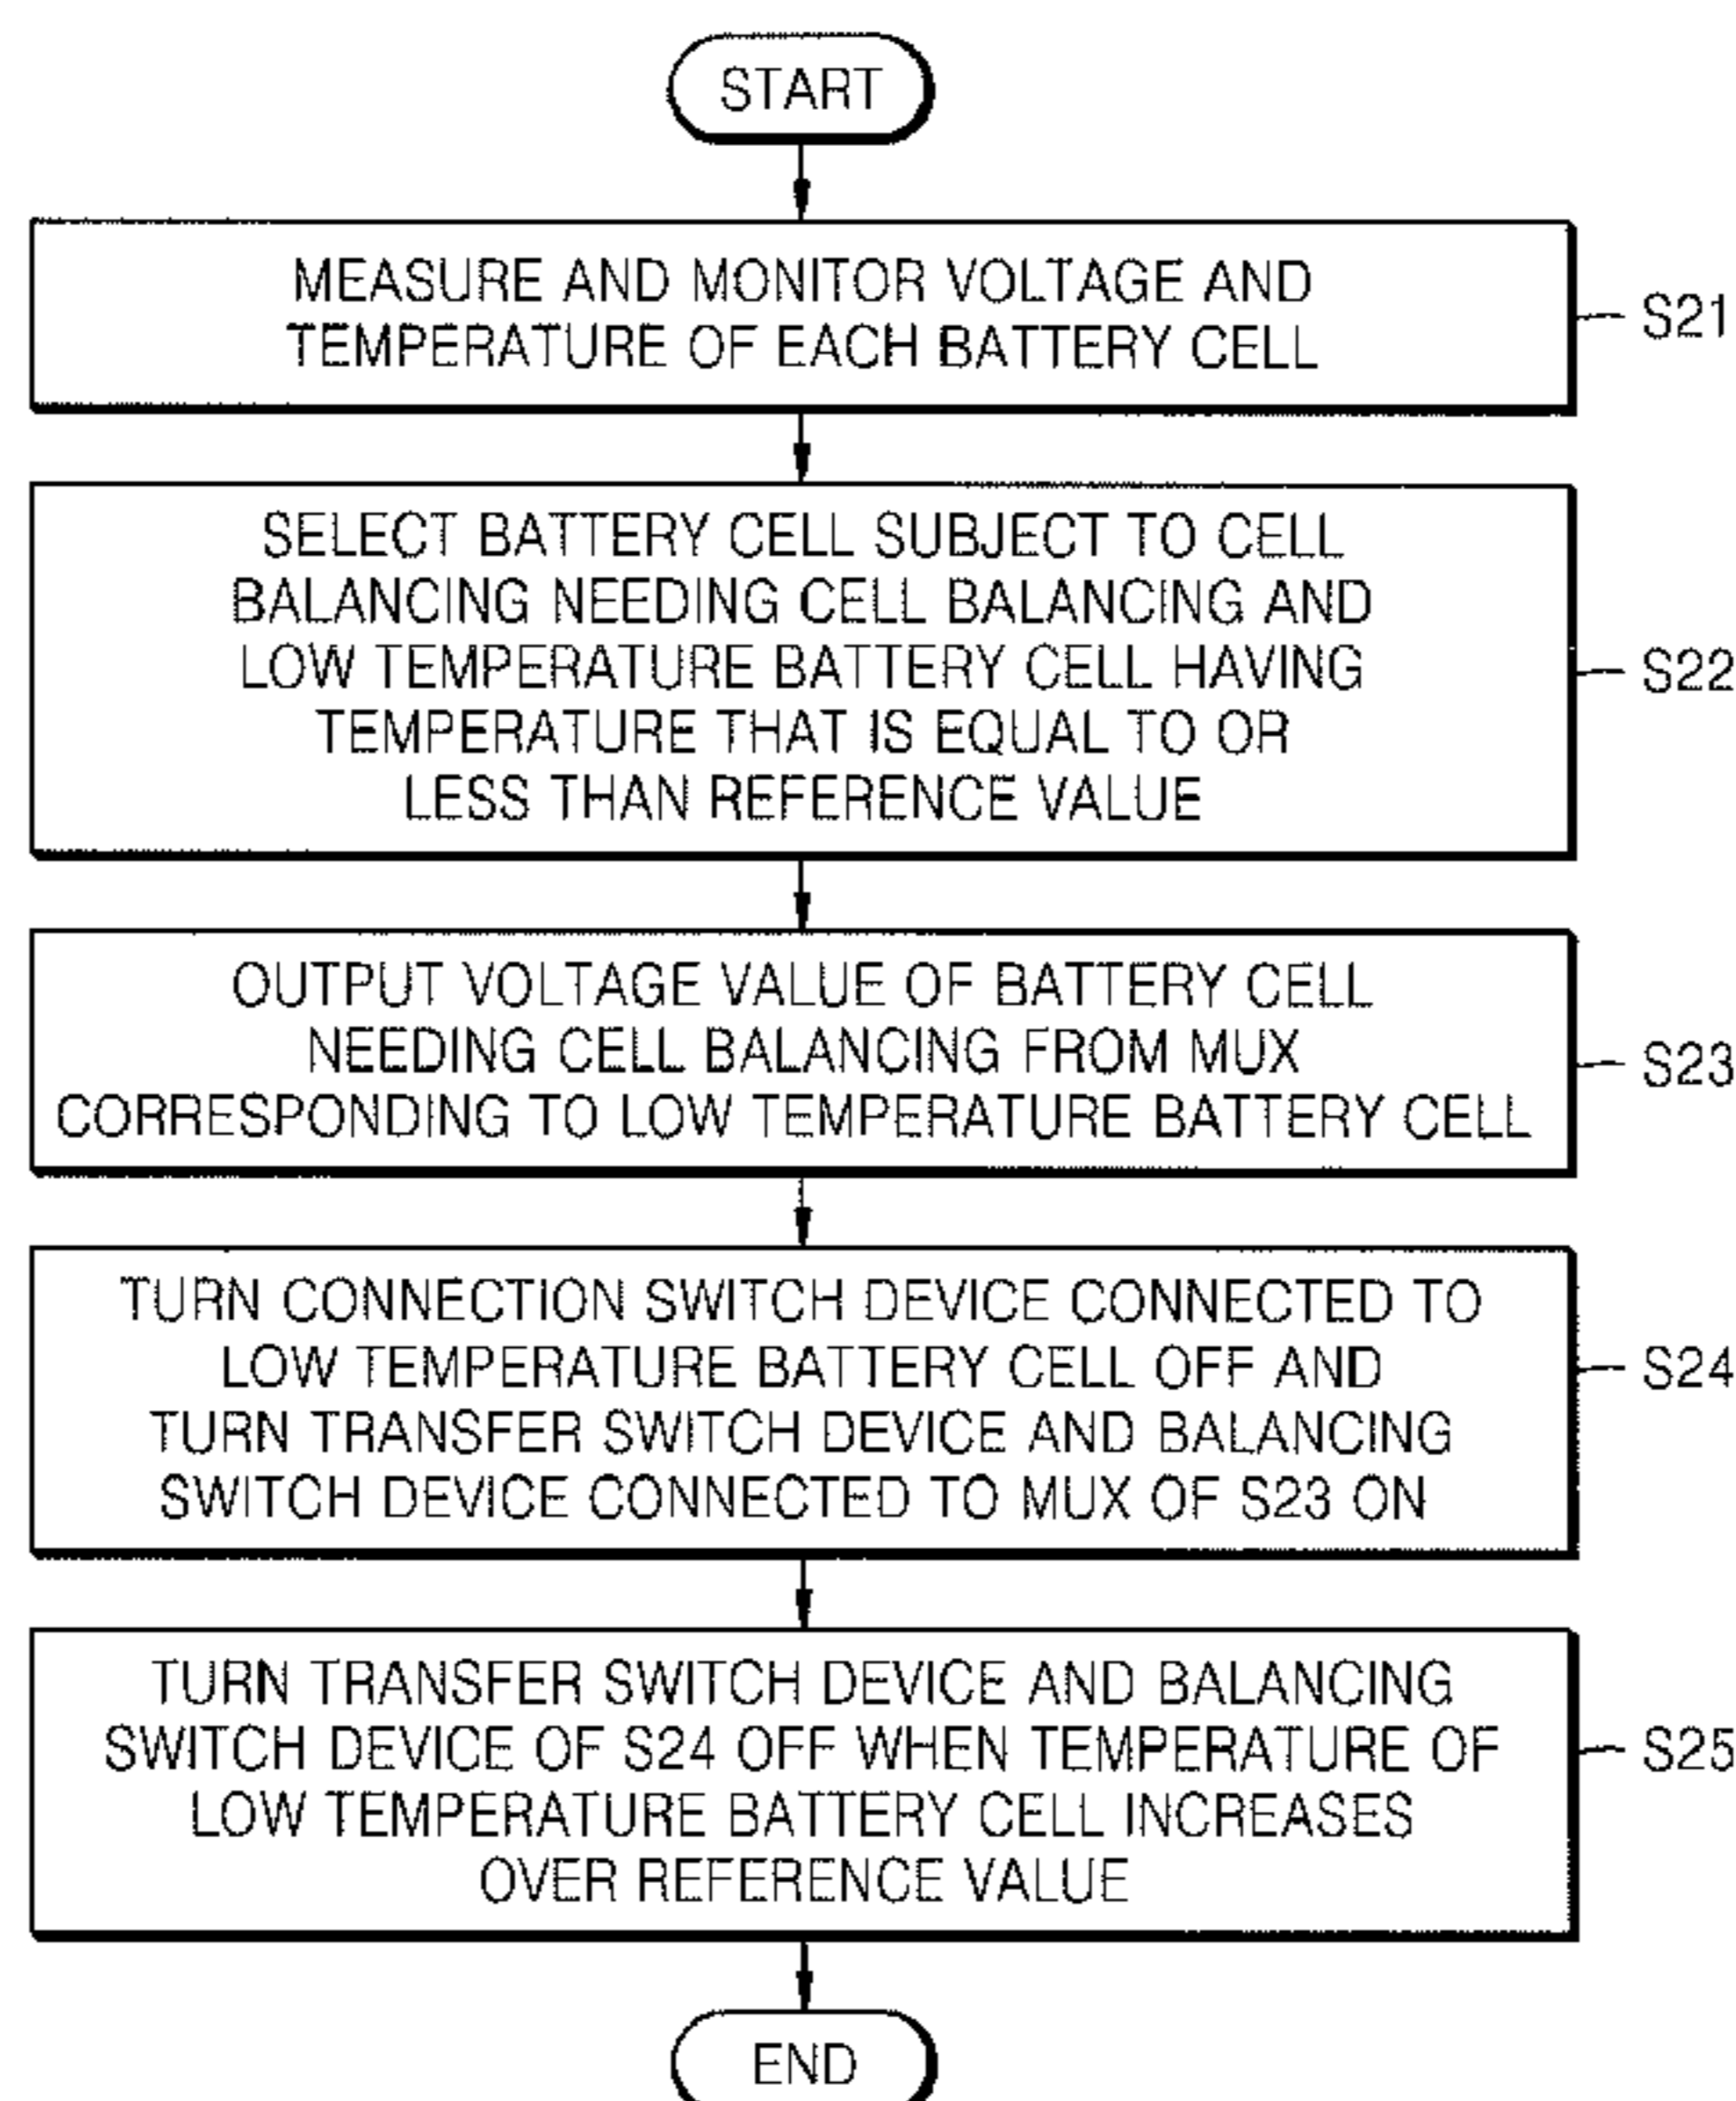 START
MEASURE AND MONITOR VOLTAGE AND
TEMPERATURE OF EACH BATTERY CELL
S21
SELECT BATTERY CELL SUBJECT TO CELL
BALANCING NEEDING CELL BALANCING AND
LOW TEMPERATURE BATTERY CELL HAVING
TEMPERATURE THAT IS EQUAL TO OR
LESS THAN REFERENCE VALUE
S22
OUTPUT VOLTAGE VALUE OF BATTERY CELL
NEEDING CELL BALANCING FROM MUX
CORRESPONDING TO LOW TEMPERATURE BATTERY CELL
S23
TURN CONNECTION SWITCH DEVICE CONNECTED TO
LOW TEMPERATURE BATTERY CELL OFF AND
TURN TRANSFER SWITCH DEVICE AND BALANCING
SWITCH DEVICE CONNECTED TO MUX OF S23 ON
S24
TURN TRANSFER SWITCH DEVICE AND BALANCING
SWITCH DEVICE OF S24 OFF WHEN TEMPERATURE OF
LOW TEMPERATURE BATTERY CELL INCREASES
OVER REFERENCE VALUE
S25
END